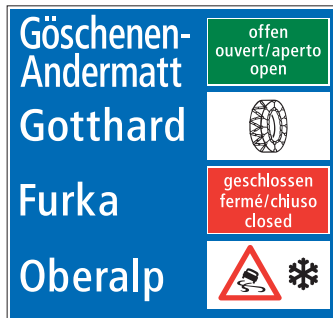 Göschenen-
Andermatt
offen
ouvert/aperto
open
Gotthard
Furka
geschlossen
fermé/chiuso
closed
Oberalp